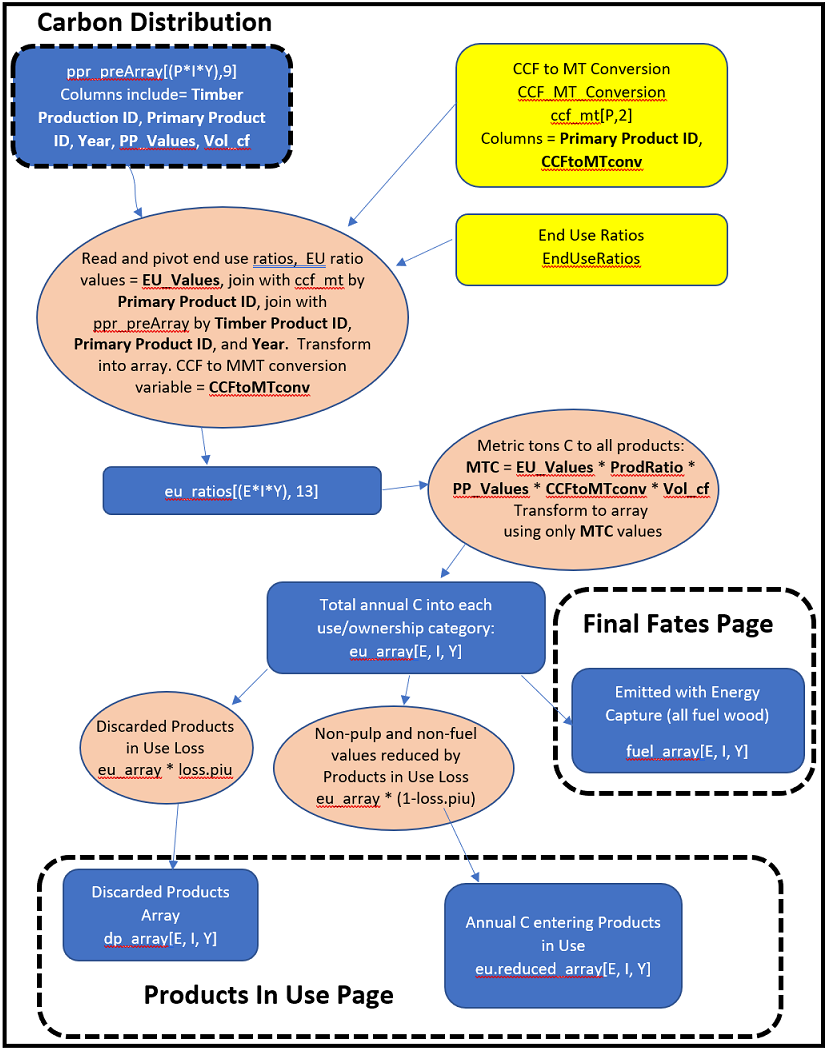 Carbon Distribution
ppr_preArray[(P*I*Y),9]
Columns include= Timber
Production ID, Primary Product
ID, Year, PP_Values, Vol_cf
CCF to MT Conversion
CCF_MT_Conversion
ccf_mt[P,2]
Columns = Primary Product ID,
CCFtoMTconv
End Use Ratios
EndUseRatios
Read and pivot end use ratios, EU ratio
values = EU_Values, join with ccf_mt by
Primary Product ID, join with
ppr_preArray by Timber Product ID,
Primary Product ID, and Year.  Transform
into array. CCF to MMT conversion
variable = CCFtoMTconv
eu_ratios[(E*I*Y), 13]
Metric tons C to all products:
MTC = EU_Values * ProdRatio *
PP_Values * CCFtoMTconv * Vol_cf
Transform to array
using only MTC values
Total annual C into each
use/ownership category:
eu_array[E, I, Y]
Final Fates Page
Emitted with Energy
Capture (all fuel wood)
fuel_array[E, I, Y]
Discarded Products
in Use Loss
eu_array * loss.piu
Non-pulp and non-fuel
values reduced by
Products in Use Loss
eu_array * (1-loss.piu)
Discarded Products
Array
dp_array[E, I, Y]
Annual C entering Products
in Use
eu.reduced_array[E, I, Y]
Products In Use Page